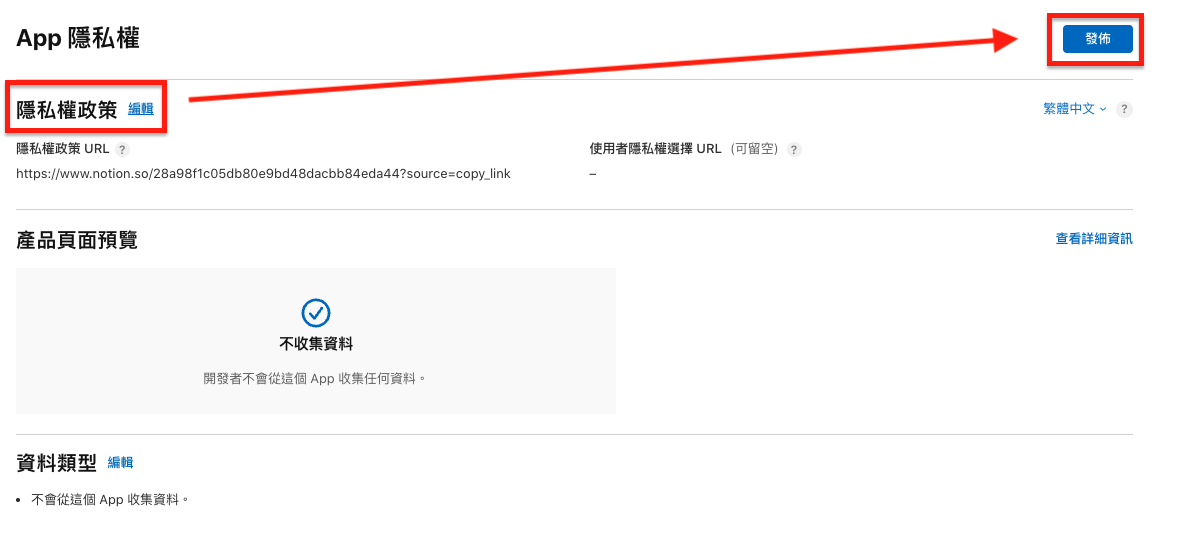 App 隱私權
發佈
隱私權政策 編輯
繁體中文 ?
隱私權政策 URL ?
使用者隱私權選擇 URL (可留空) ?
https://www.notion.so/28a98f1c05db80e9bd48dacbb84eda44?source=copy_link
–
產品頁面預覽
查看詳細資訊
不收集資料
開發者不會從這個 App 收集任何資料。
資料類型 編輯
• 不會從這個 App 收集資料。